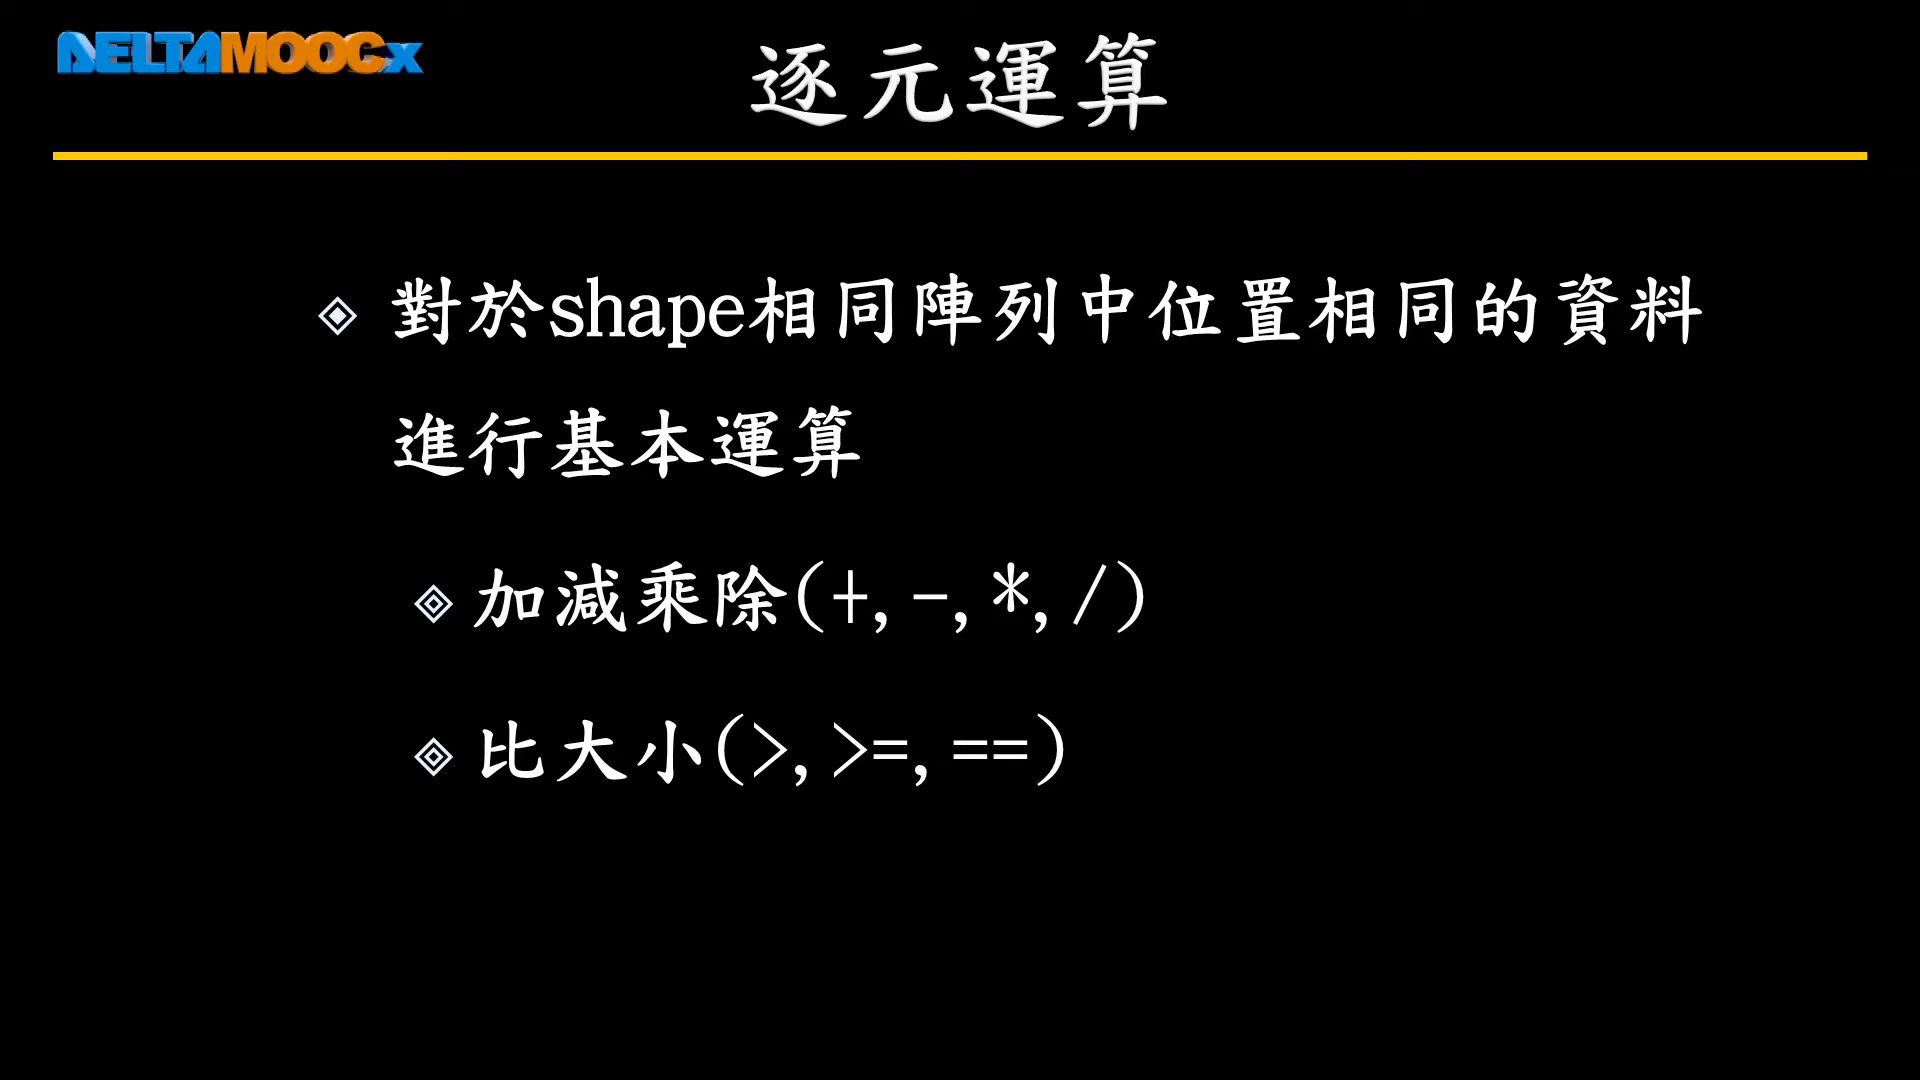 DELTAMOOCx
逐元運算
對於shape相同陣列中位置相同的資料
進行基本運算
加減乘除(+,-,*,/)
比大小(>,>=,==)